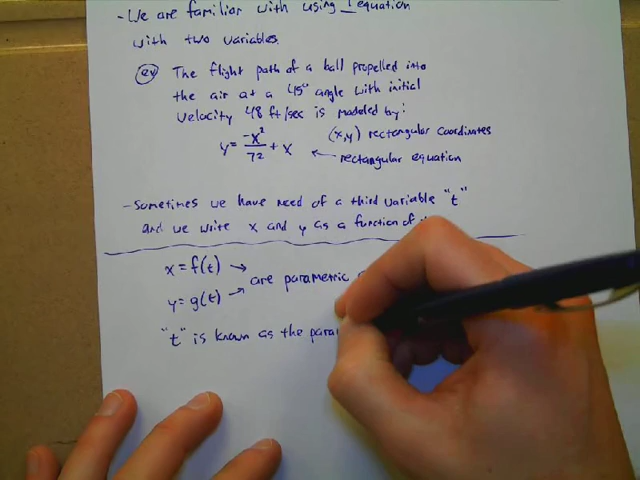 - We are familiar with using 1 equation
with two variables.
ex The flight path of a ball propelled into
the air at a 45° angle with initial
velocity 48 ft/sec is modeled by:
y = -x²/72 + x (x,y) rectangular coordinates
← rectangular equation
- Sometimes we have need of a third variable "t"
and we write x and y as a function of
x = f(t) →
are parametric
y = g(t) →
"t" is known as the para